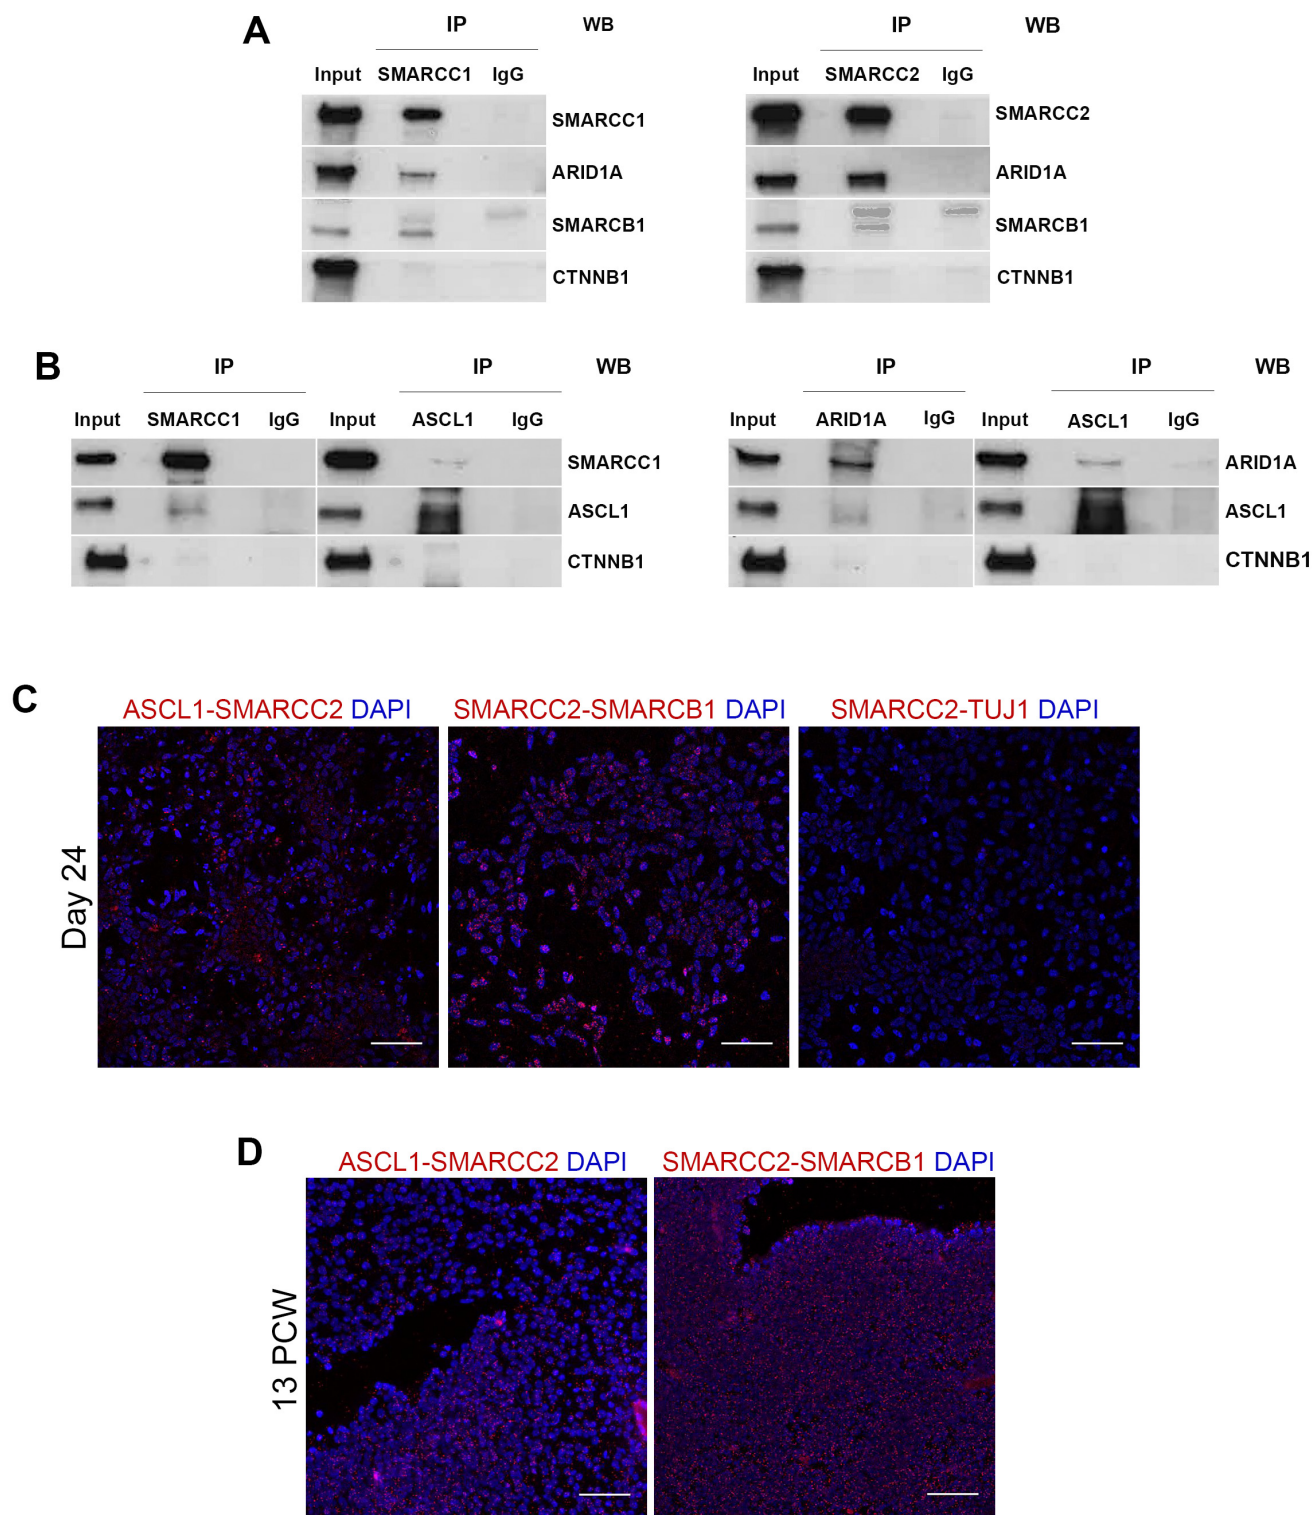 A
IP WB
Input SMARCC1 IgG
SMARCC1
ARID1A
SMARCB1
CTNNB1
IP WB
Input SMARCC2 IgG
SMARCC2
ARID1A
SMARCB1
CTNNB1
B
IP IP WB
Input SMARCC1 IgG Input ASCL1 IgG
SMARCC1
ASCL1
CTNNB1
IP IP WB
Input ARID1A IgG Input ASCL1 IgG
ARID1A
ASCL1
CTNNB1
C
ASCL1-SMARCC2 DAPI
SMARCC2-SMARCB1 DAPI
SMARCC2-TUJ1 DAPI
Day 24
D
ASCL1-SMARCC2 DAPI
SMARCC2-SMARCB1 DAPI
13 PCW